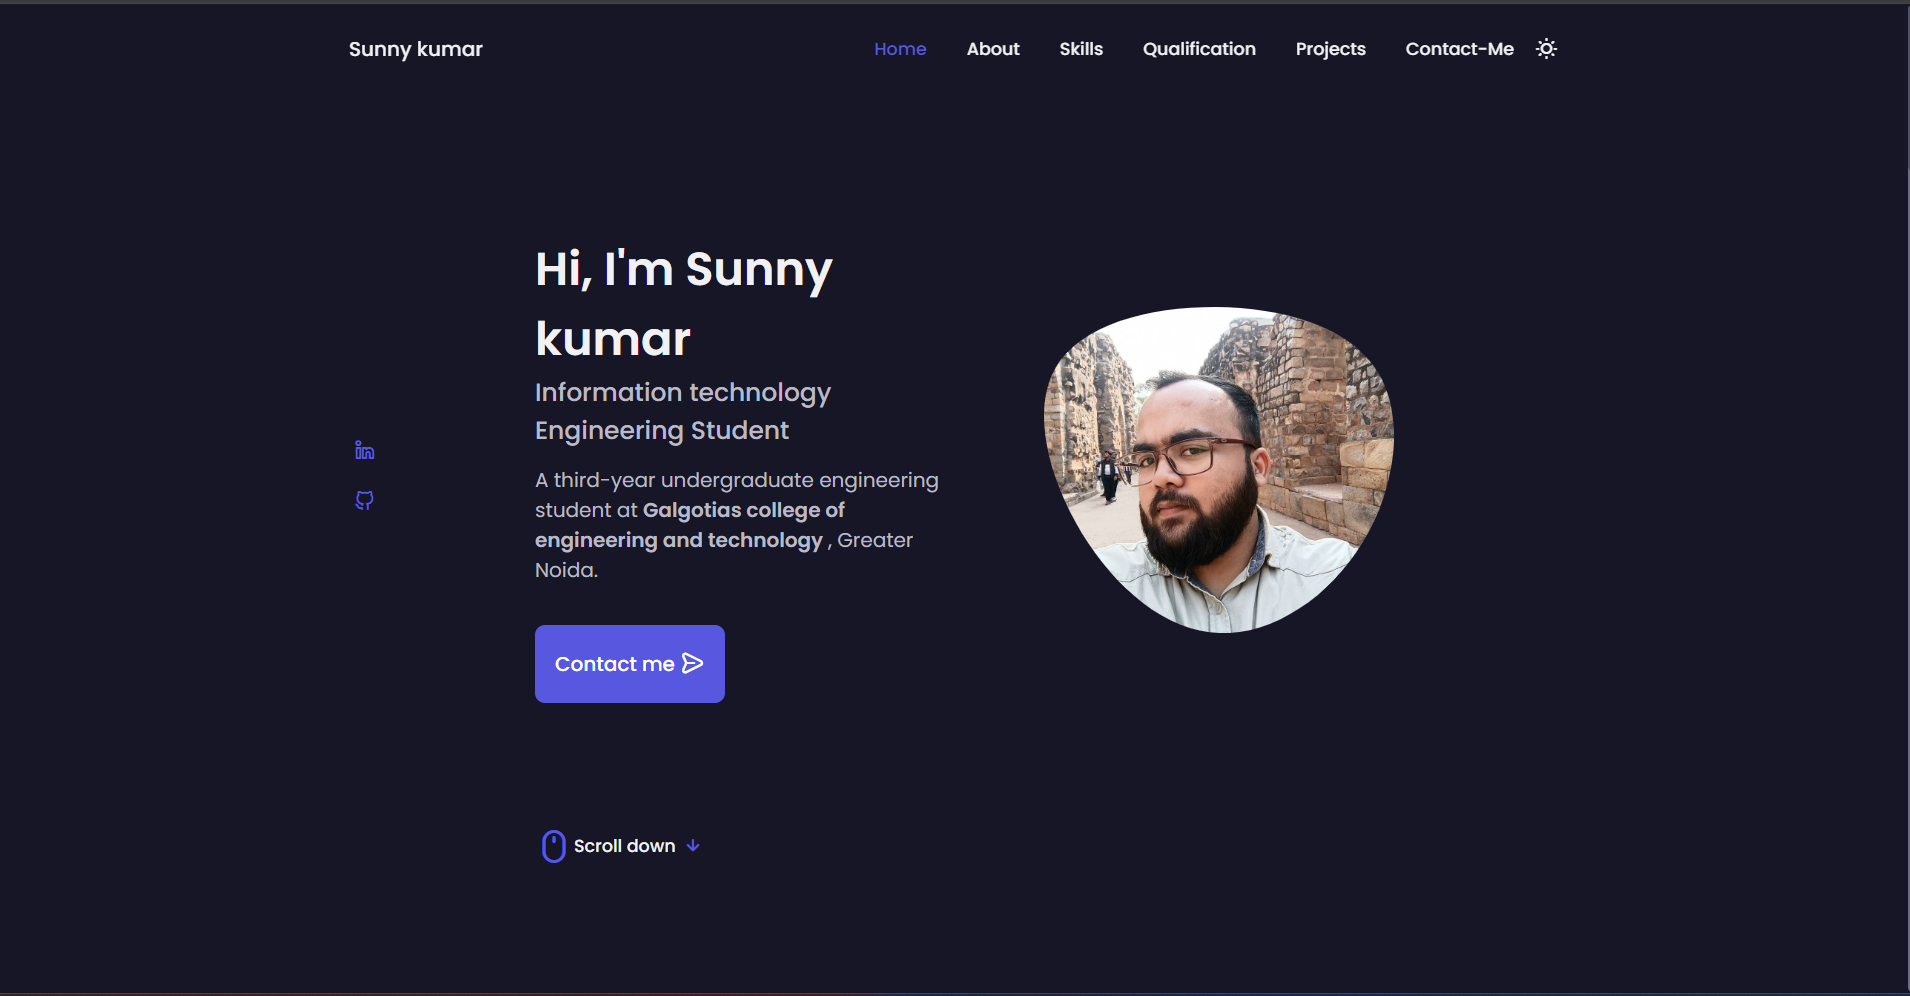 Sunny kumar
Home About Skills Qualification Projects Contact-Me
Hi, I'm Sunny
kumar
Information technology
Engineering Student
A third-year undergraduate engineering
student at Galgotias college of
engineering and technology , Greater
Noida.
Contact me
Scroll down